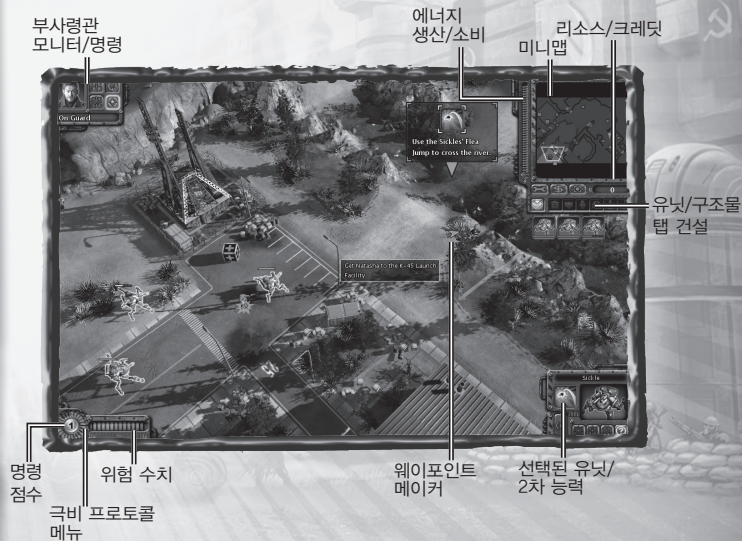 부사령관
모니터/명령
에너지
생산/소비
미니맵
리소스/크레딧
On Guard
Use the Sickles' Flea
Jump to cross the river.
0
유닛/구조물
탭 건설
Get Natasha to the K-45 Launch
Facility
Sickle
1
명령
점수
위험 수치
극비 프로토콜
메뉴
웨이포인트
메이커
선택된 유닛/
2차 능력